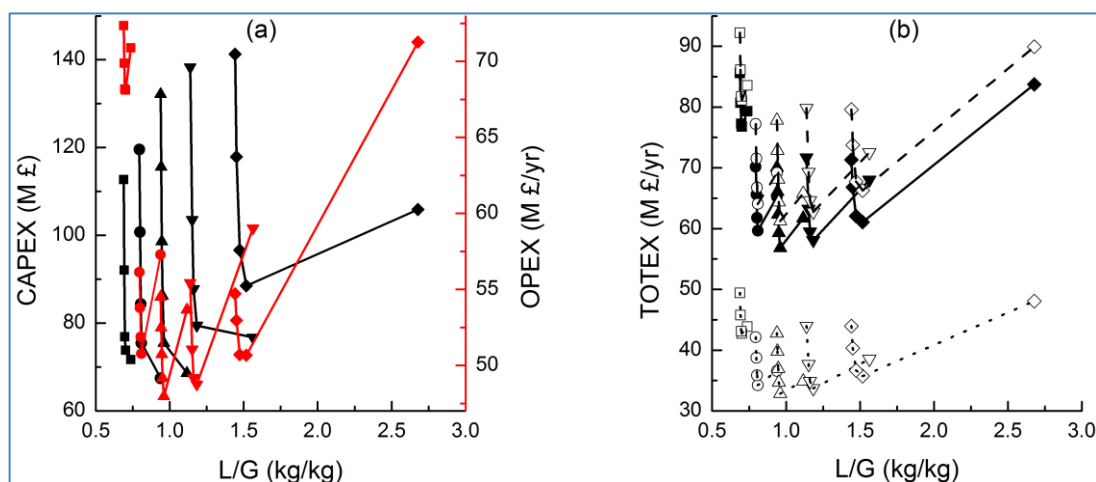 (a)
CAPEX (M £)
140
120
100
80
60
OPEX (M £/yr)
70
65
60
55
50
0.5 1.0 1.5 2.0 2.5 3.0
L/G (kg/kg)
(b)
TOTEX (M £/yr)
90
80
70
60
50
40
30
0.5 1.0 1.5 2.0 2.5 3.0
L/G (kg/kg)